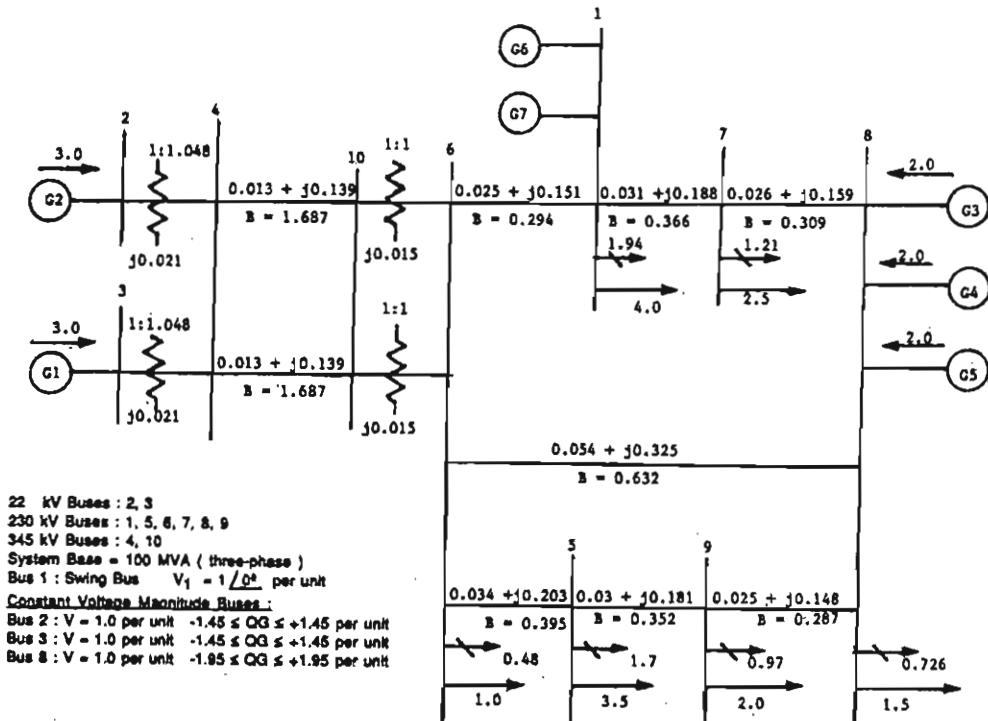 1
G6
G7
2
4
3.0
1:1.048
10
1:1
6
7
8
2.0
G2
0.013 + j0.139
0.025 + j0.151
0.031 +j0.188
0.026 + j0.159
G3
B = 1.687
B = 0.294
B = 0.366
B = 0.309
j0.021
j0.015
1.94
1.21
2.0
4.0
2.5
G4
3
1:1.048
1:1
3.0
2.0
G1
0.013 + j0.139
G5
B = 1.687
j0.021
j0.015
0.054 + j0.325
B = 0.632
22 kV Buses : 2, 3
230 kV Buses : 1, 5, 6, 7, 8, 9
345 kV Buses : 4, 10
System Base = 100 MVA ( three-phase )
Bus 1 : Swing Bus V1 = 1 /0° per unit
Constant Voltage Magnitude Buses :
Bus 2 : V = 1.0 per unit -1.45 ≤ QG ≤ +1.45 per unit
Bus 3 : V = 1.0 per unit -1.45 ≤ QG ≤ +1.45 per unit
Bus 8 : V = 1.0 per unit -1.95 ≤ QG ≤ +1.95 per unit
5
9
0.034 +j0.203
0.03 + j0.181
0.025 + j0.148
B = 0.395
B = 0.352
B = 0.287
0.48
1.7
0.97
0.726
1.0
3.5
2.0
1.5